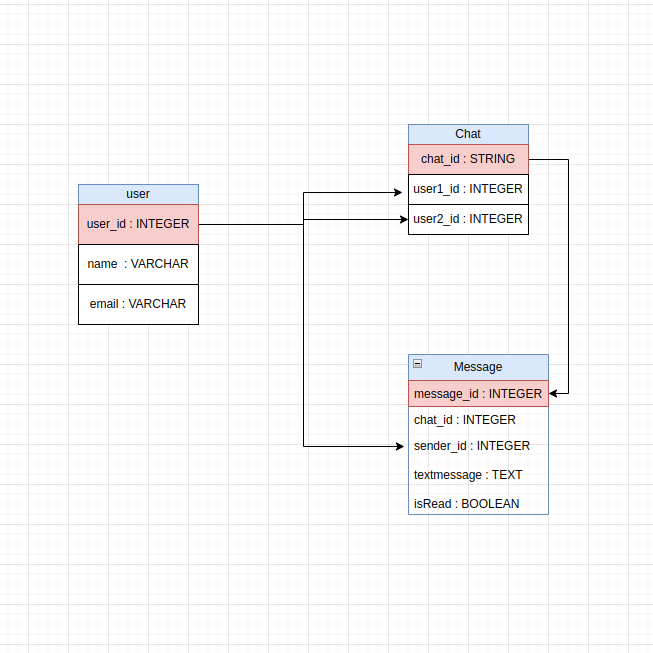 user
user_id : INTEGER
name : VARCHAR
email : VARCHAR
Chat
chat_id : STRING
user1_id : INTEGER
user2_id : INTEGER
Message
message_id : INTEGER
chat_id : INTEGER
sender_id : INTEGER
textmessage : TEXT
isRead : BOOLEAN